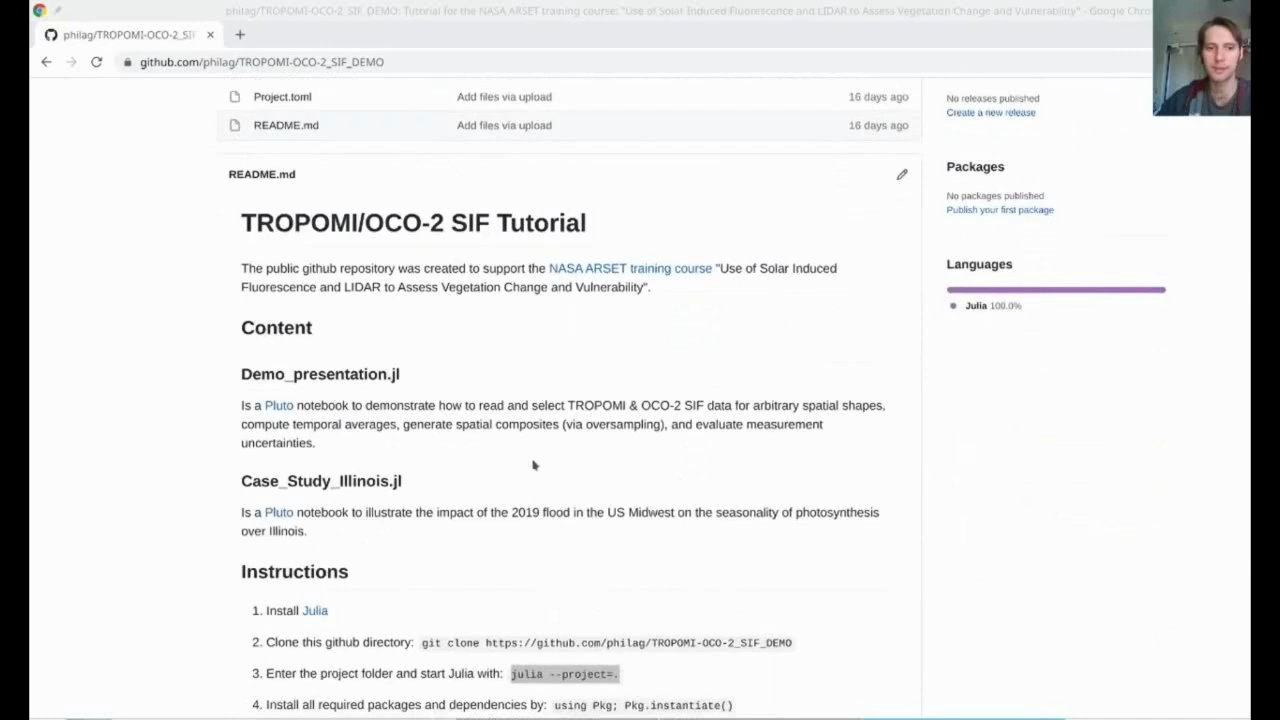 philag/TROPOMI-OCO-2_SIF_DEMO: Tutorial for the NASA ARSET training course: "Use of Solar Induced Fluorescence and LIDAR to Assess Vegetation Change and Vulnerability" - Google Chro
philag/TROPOMI-OCO-2_SIF
github.com/philag/TROPOMI-OCO-2_SIF_DEMO
Project.toml Add files via upload 16 days ago
README.md Add files via upload 16 days ago
No releases published
Create a new release
Packages
No packages published
Publish your first package
Languages
Julia 100.0%
README.md
TROPOMI/OCO-2 SIF Tutorial
The public github repository was created to support the NASA ARSET training course "Use of Solar Induced
Fluorescence and LIDAR to Assess Vegetation Change and Vulnerability".
Content
Demo_presentation.jl
Is a Pluto notebook to demonstrate how to read and select TROPOMI & OCO-2 SIF data for arbitrary spatial shapes,
compute temporal averages, generate spatial composites (via oversampling), and evaluate measurement
uncertainties.
Case_Study_Illinois.jl
Is a Pluto notebook to illustrate the impact of the 2019 flood in the US Midwest on the seasonality of photosynthesis
over Illinois.
Instructions
1. Install Julia
2. Clone this github directory: git clone https://github.com/philag/TROPOMI-OCO-2_SIF_DEMO
3. Enter the project folder and start Julia with: julia --project=.
4. Install all required packages and dependencies by: using Pkg; Pkg.instantiate()